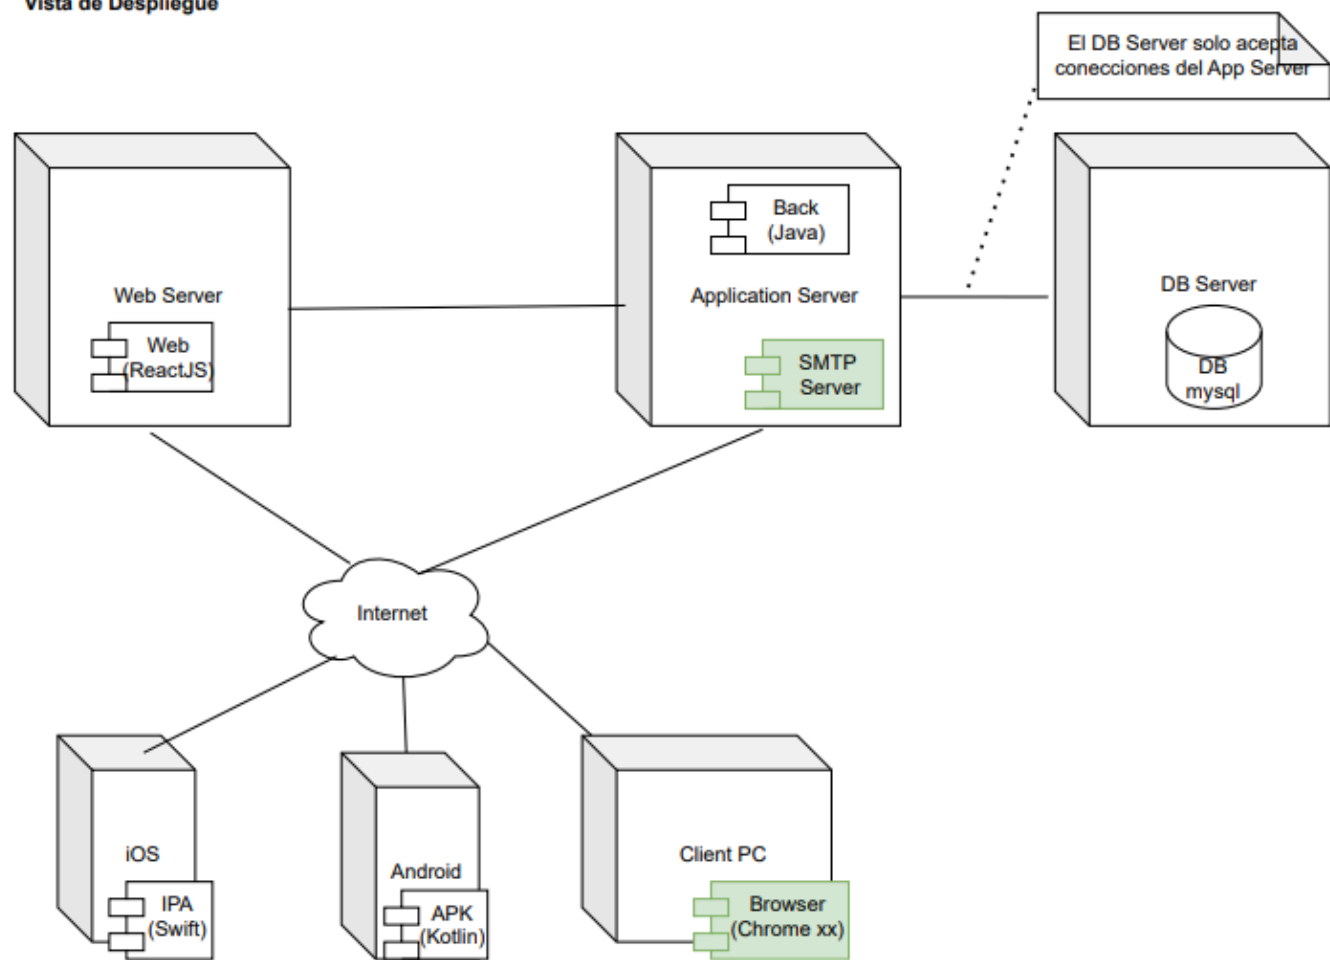 Vista de Despliegue
El DB Server solo acepta
conecciones del App Server
Back
(Java)
Web Server
Application Server
DB Server
Web
(ReactJS)
SMTP
Server
DB
mysql
Internet
iOS
Android
Client PC
IPA
(Swift)
APK
(Kotlin)
Browser
(Chrome xx)